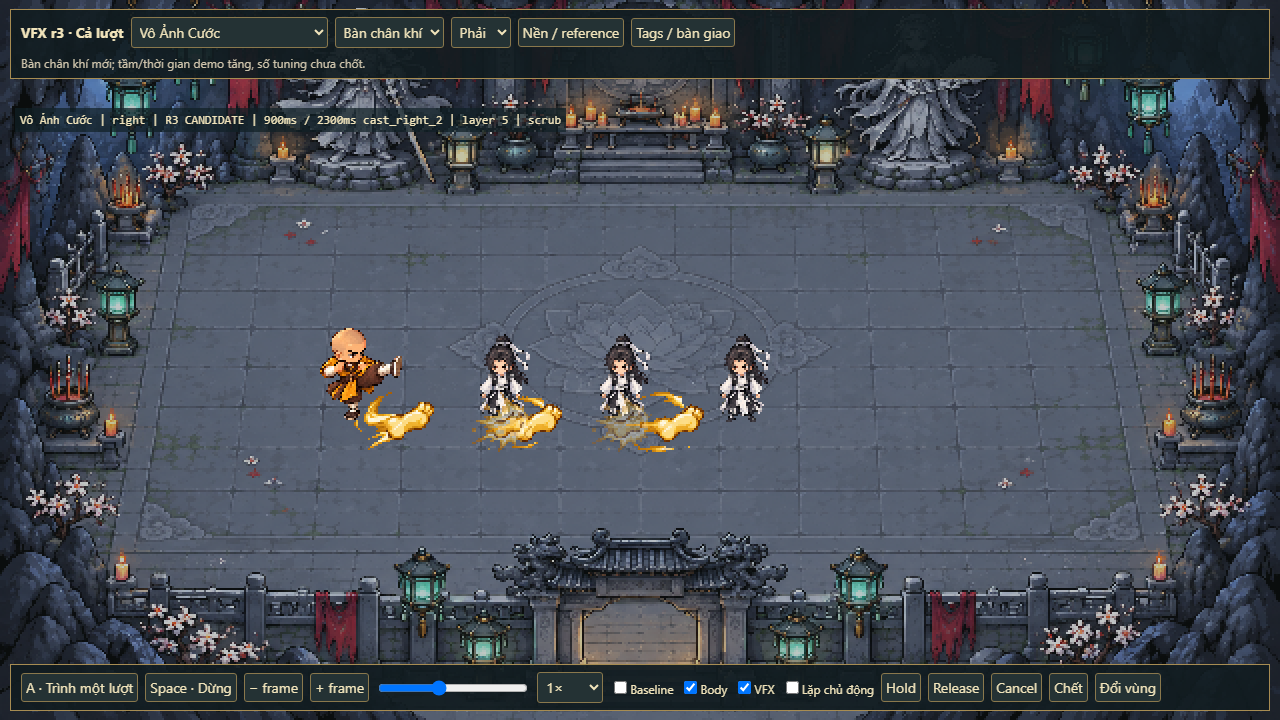 VFX r3 · Cả lượt Vô Ảnh Cước Bàn chân khí Phải Nền / reference Tags / bàn giao
Bàn chân khí mới; tầm/thời gian demo tăng, số tuning chưa chốt.
Vô Ảnh Cước | right | R3 CANDIDATE | 900ms / 2300ms cast_right_2 | layer 5 | scrub
A · Trình một lượt Space · Dừng − frame + frame 1× Baseline Body VFX Lặp chủ động Hold Release Cancel Chết Đổi vùng